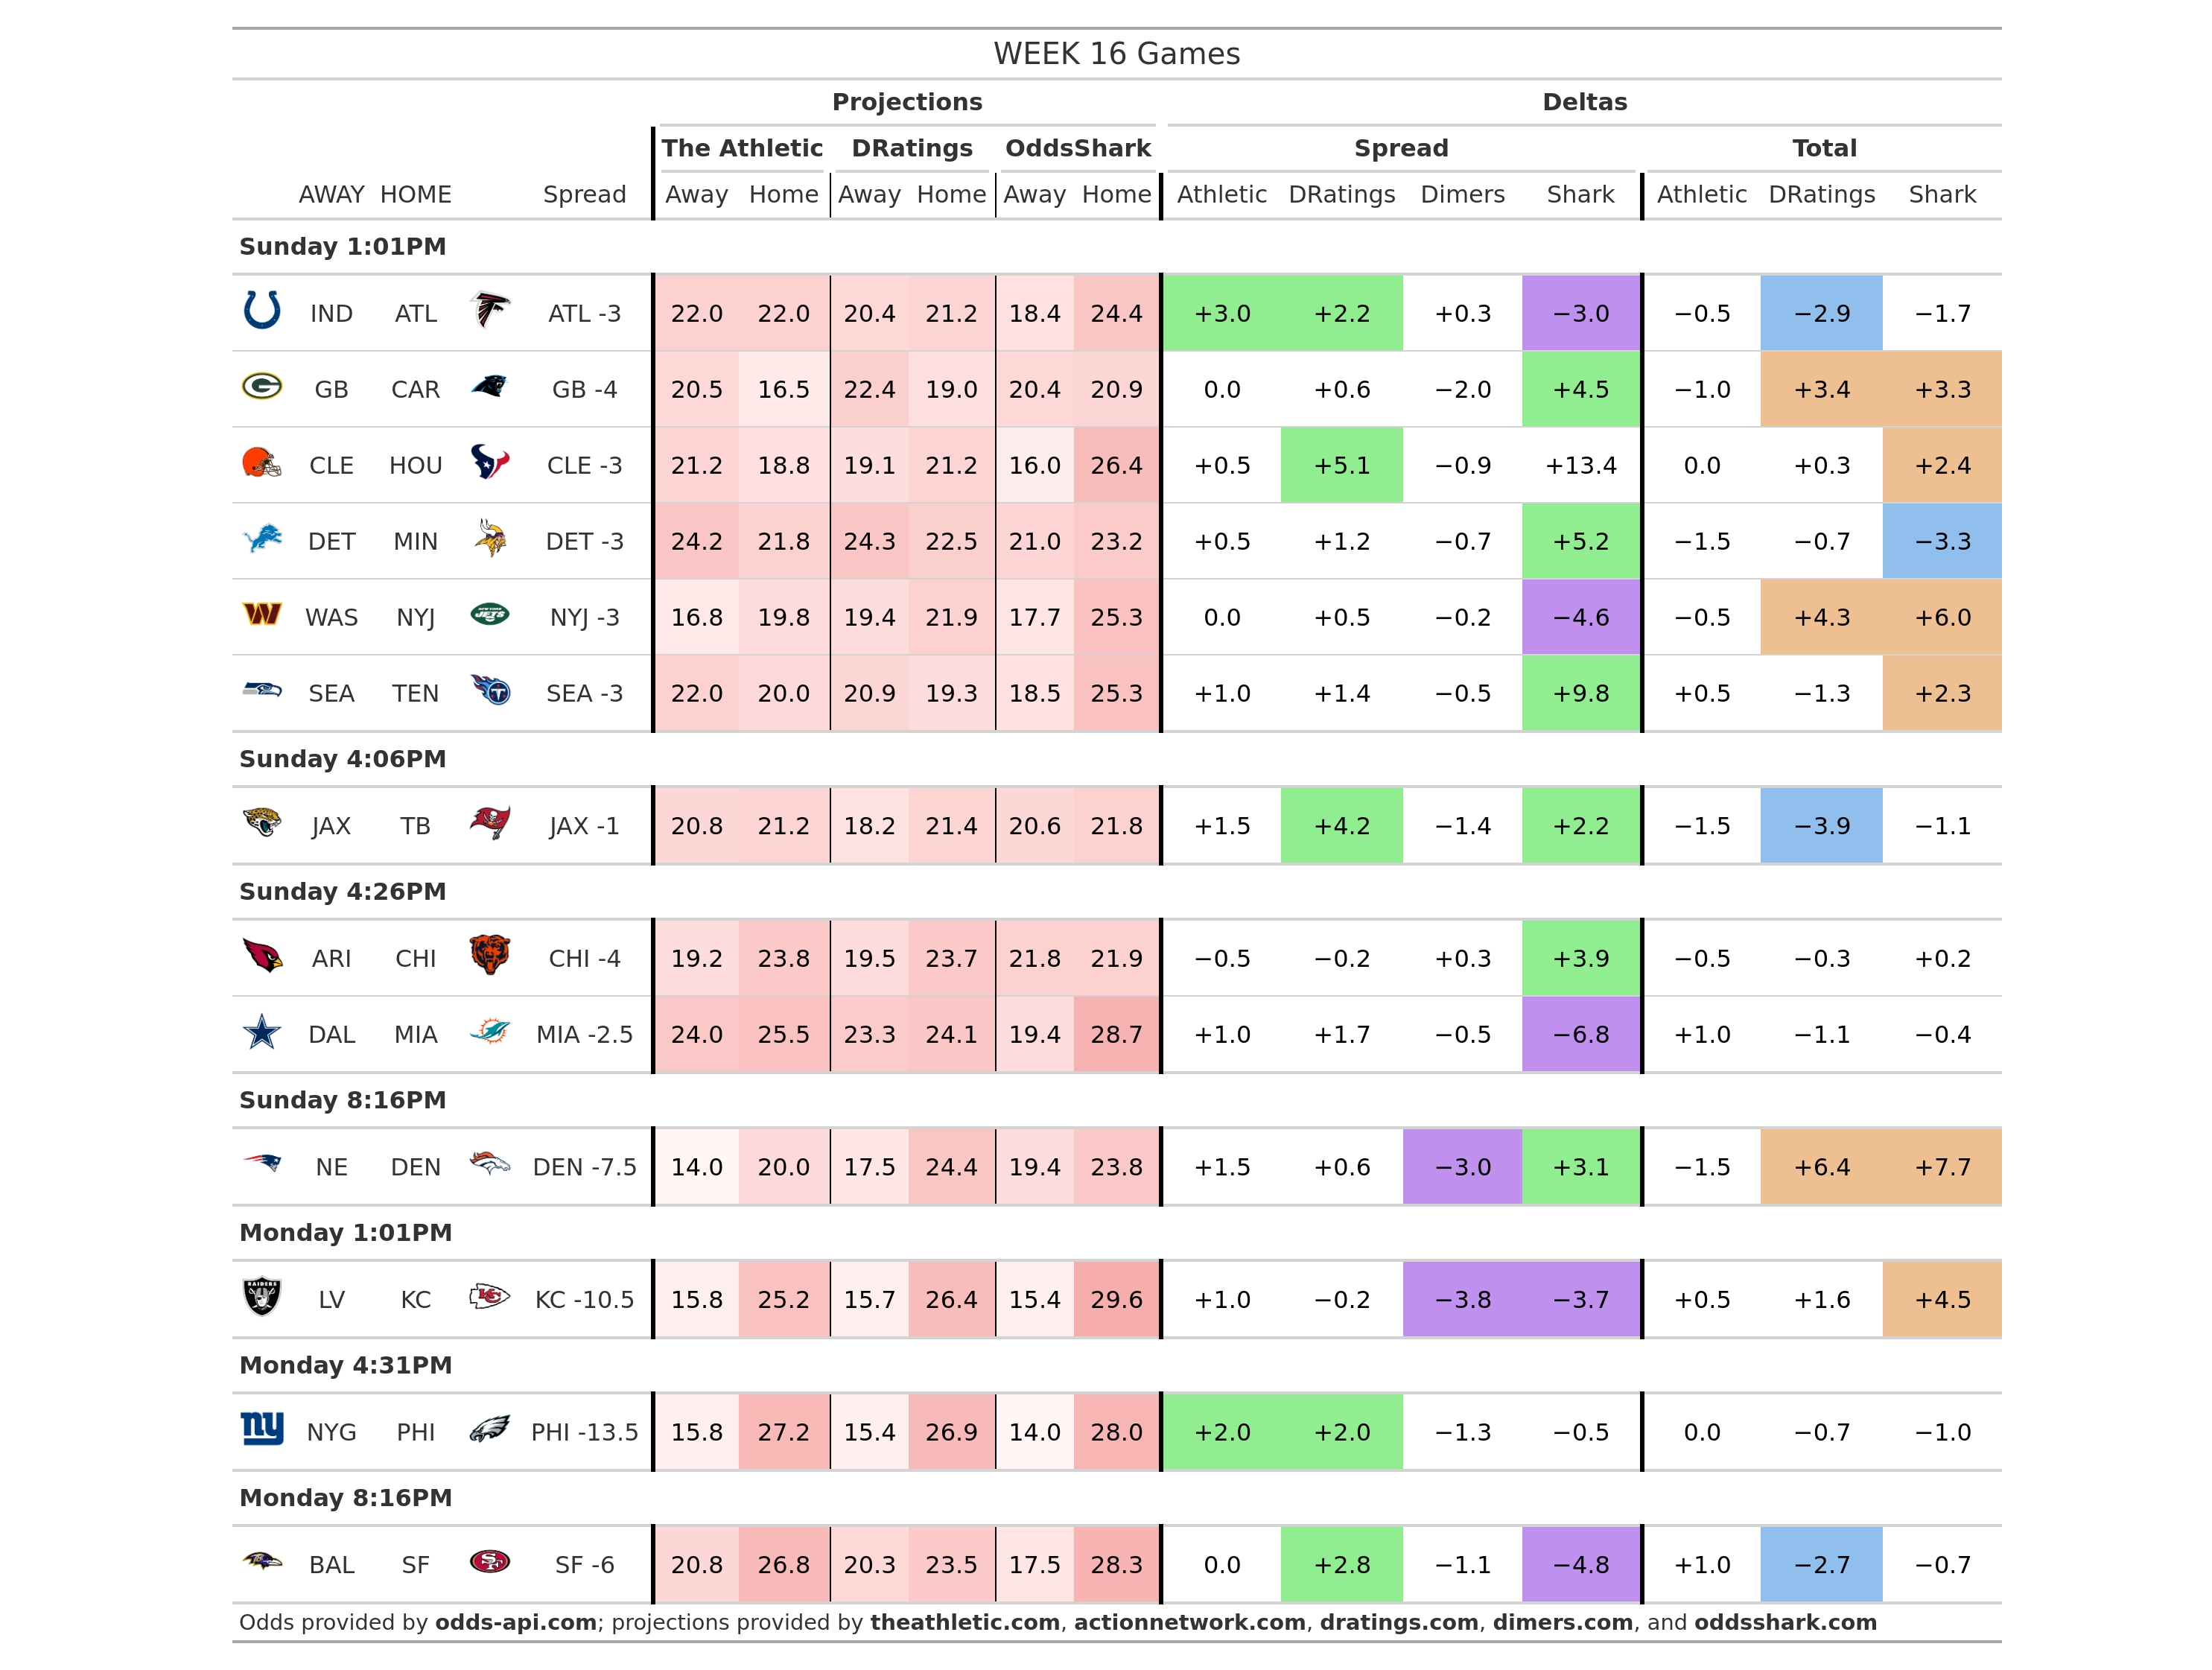 WEEK 16 Games
Projections Deltas
The Athletic DRatings OddsShark Spread Total
AWAY HOME Spread Away Home Away Home Away Home Athletic DRatings Dimers Shark Athletic DRatings Shark
Sunday 1:01PM
IND ATL ATL -3 22.0 22.0 20.4 21.2 18.4 24.4 +3.0 +2.2 +0.3 −3.0 −0.5 −2.9 −1.7
GB CAR GB -4 20.5 16.5 22.4 19.0 20.4 20.9 0.0 +0.6 −2.0 +4.5 −1.0 +3.4 +3.3
CLE HOU CLE -3 21.2 18.8 19.1 21.2 16.0 26.4 +0.5 +5.1 −0.9 +13.4 0.0 +0.3 +2.4
DET MIN DET -3 24.2 21.8 24.3 22.5 21.0 23.2 +0.5 +1.2 −0.7 +5.2 −1.5 −0.7 −3.3
WAS NYJ NYJ -3 16.8 19.8 19.4 21.9 17.7 25.3 0.0 +0.5 −0.2 −4.6 −0.5 +4.3 +6.0
SEA TEN SEA -3 22.0 20.0 20.9 19.3 18.5 25.3 +1.0 +1.4 −0.5 +9.8 +0.5 −1.3 +2.3
Sunday 4:06PM
JAX TB JAX -1 20.8 21.2 18.2 21.4 20.6 21.8 +1.5 +4.2 −1.4 +2.2 −1.5 −3.9 −1.1
Sunday 4:26PM
ARI CHI CHI -4 19.2 23.8 19.5 23.7 21.8 21.9 −0.5 −0.2 +0.3 +3.9 −0.5 −0.3 +0.2
DAL MIA MIA -2.5 24.0 25.5 23.3 24.1 19.4 28.7 +1.0 +1.7 −0.5 −6.8 +1.0 −1.1 −0.4
Sunday 8:16PM
NE DEN DEN -7.5 14.0 20.0 17.5 24.4 19.4 23.8 +1.5 +0.6 −3.0 +3.1 −1.5 +6.4 +7.7
Monday 1:01PM
LV KC KC -10.5 15.8 25.2 15.7 26.4 15.4 29.6 +1.0 −0.2 −3.8 −3.7 +0.5 +1.6 +4.5
Monday 4:31PM
NYG PHI PHI -13.5 15.8 27.2 15.4 26.9 14.0 28.0 +2.0 +2.0 −1.3 −0.5 0.0 −0.7 −1.0
Monday 8:16PM
BAL SF SF -6 20.8 26.8 20.3 23.5 17.5 28.3 0.0 +2.8 −1.1 −4.8 +1.0 −2.7 −0.7
Odds provided by odds-api.com; projections provided by theathletic.com, actionnetwork.com, dratings.com, dimers.com, and oddsshark.com